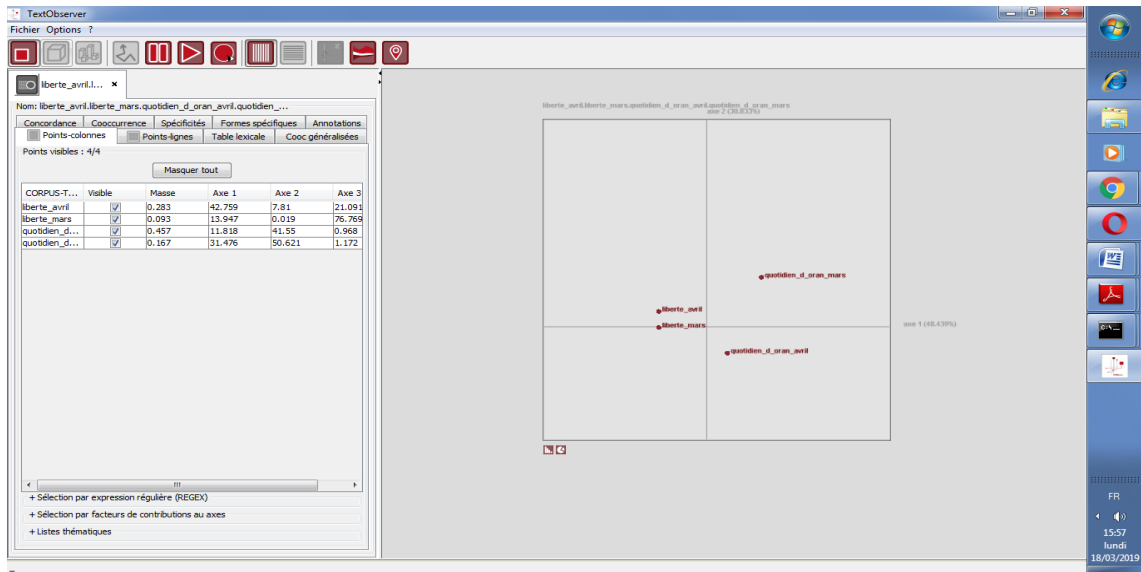 TextObserver
Fichier Options ?
liberte_avri.l...
Nom: liberte_avril.liberte_mars.quotidien_d_oran_avril.quotidien_...
Concordance Cooccurrence Spécificités Formes spécifiques Annotations
Points-colonnes Points-lignes Table lexicale Cooc généralisées
Points visibles : 4/4
Masquer tout
CORPUS-T... Visible Masse Axe 1 Axe 2 Axe 3
liberte_avril 0.283 42.759 7.81 21.091
liberte_mars 0.093 13.947 0.019 76.769
quotidien_d... 0.457 11.818 41.55 0.968
quotidien_d... 0.167 31.476 50.621 1.172
+ Sélection par expression régulière (REGEX)
+ Sélection par facteurs de contributions au axes
+ Listes thématiques
liberte_avril.liberte_mars.quotidien_d_oran_avril.quotidien_d_oran_mars
axe 2 (30.833%)
quotidien_d_oran_mars
liberte_avril
liberte_mars
axe 1 (48.439%)
quotidien_d_oran_avril
FR
15:57
lundi
18/03/2019